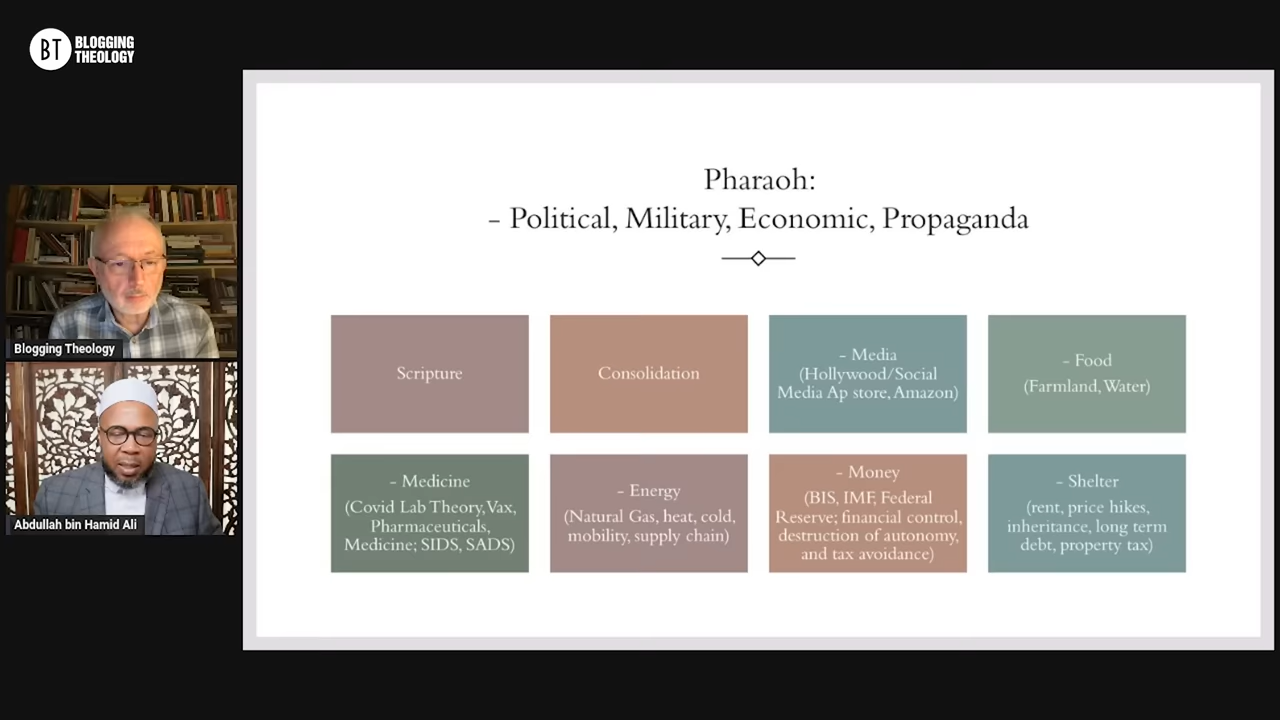 BT BLOGGING
THEOLOGY
Pharaoh:
- Political, Military, Economic, Propaganda
Scripture
Consolidation
- Media
(Hollywood/Social
Media Ap store, Amazon)
- Food
(Farmland, Water)
- Medicine
(Covid Lab Theory,Vax,
Pharmaceuticals,
Medicine; SIDS, SADS)
- Energy
(Natural Gas, heat, cold,
mobility, supply chain)
- Money
(BIS, IMF, Federal
Reserve; financial control,
destruction of autonomy,
and tax avoidance)
- Shelter
(rent, price hikes,
inheritance, long term
debt, property tax)
Blogging Theology
Abdullah bin Hamid Ali